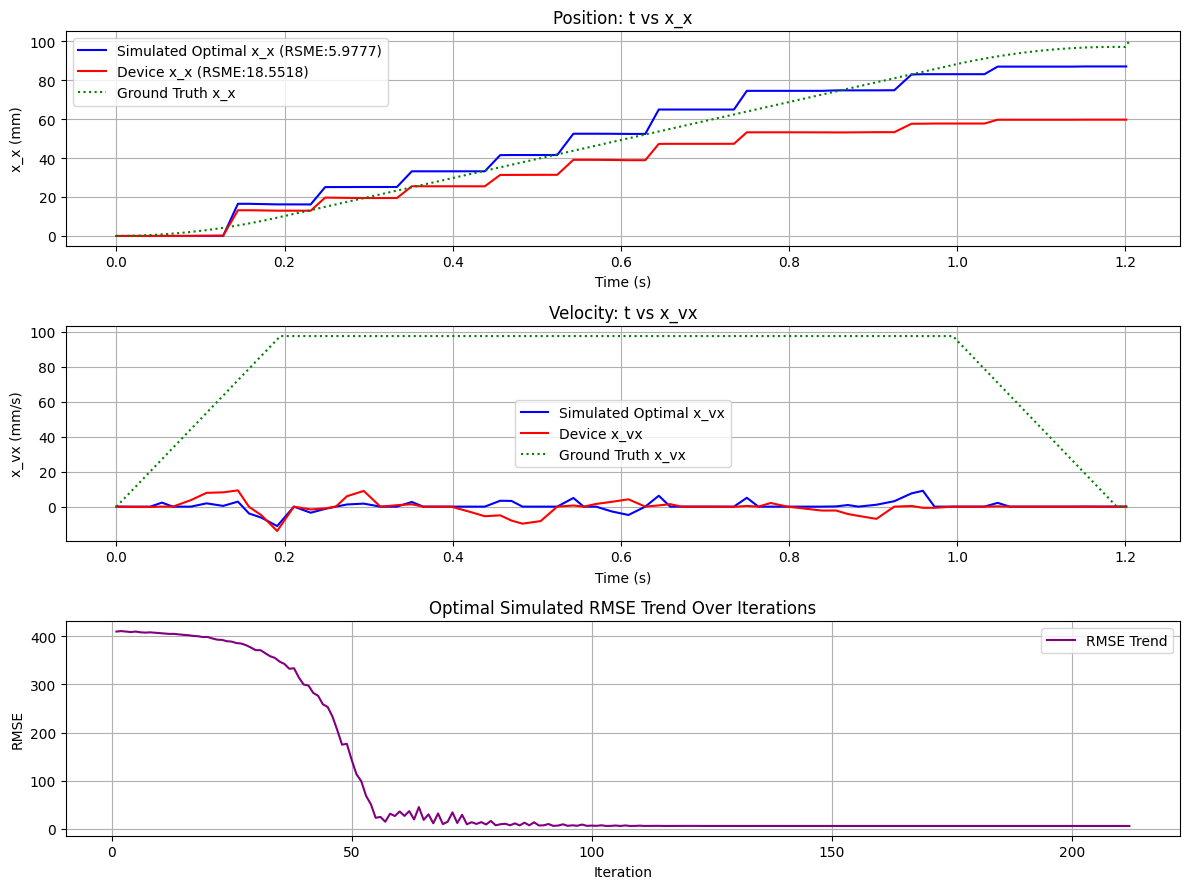 Position: t vs x_x
100
80
60
40
20
0
x_x (mm)
Simulated Optimal x_x (RSME:5.9777)
Device x_x (RSME:18.5518)
Ground Truth x_x
0.0 0.2 0.4 0.6 0.8 1.0 1.2
Time (s)
Velocity: t vs x_vx
100
80
60
40
20
0
x_vx (mm/s)
Simulated Optimal x_vx
Device x_vx
Ground Truth x_vx
0.0 0.2 0.4 0.6 0.8 1.0 1.2
Time (s)
Optimal Simulated RMSE Trend Over Iterations
400
300
200
100
0
RMSE
RMSE Trend
0 50 100 150 200
Iteration